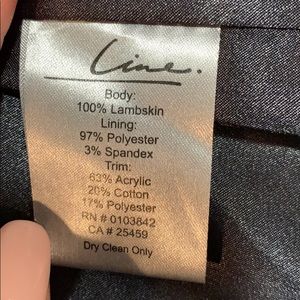 Line.
Body:
100% Lambskin
Lining:
97% Polyester
3% Spandex
Trim:
63% Acrylic
20% Cotton
17% Polyester
RN # 0103842
CA # 25459
Dry Clean Only